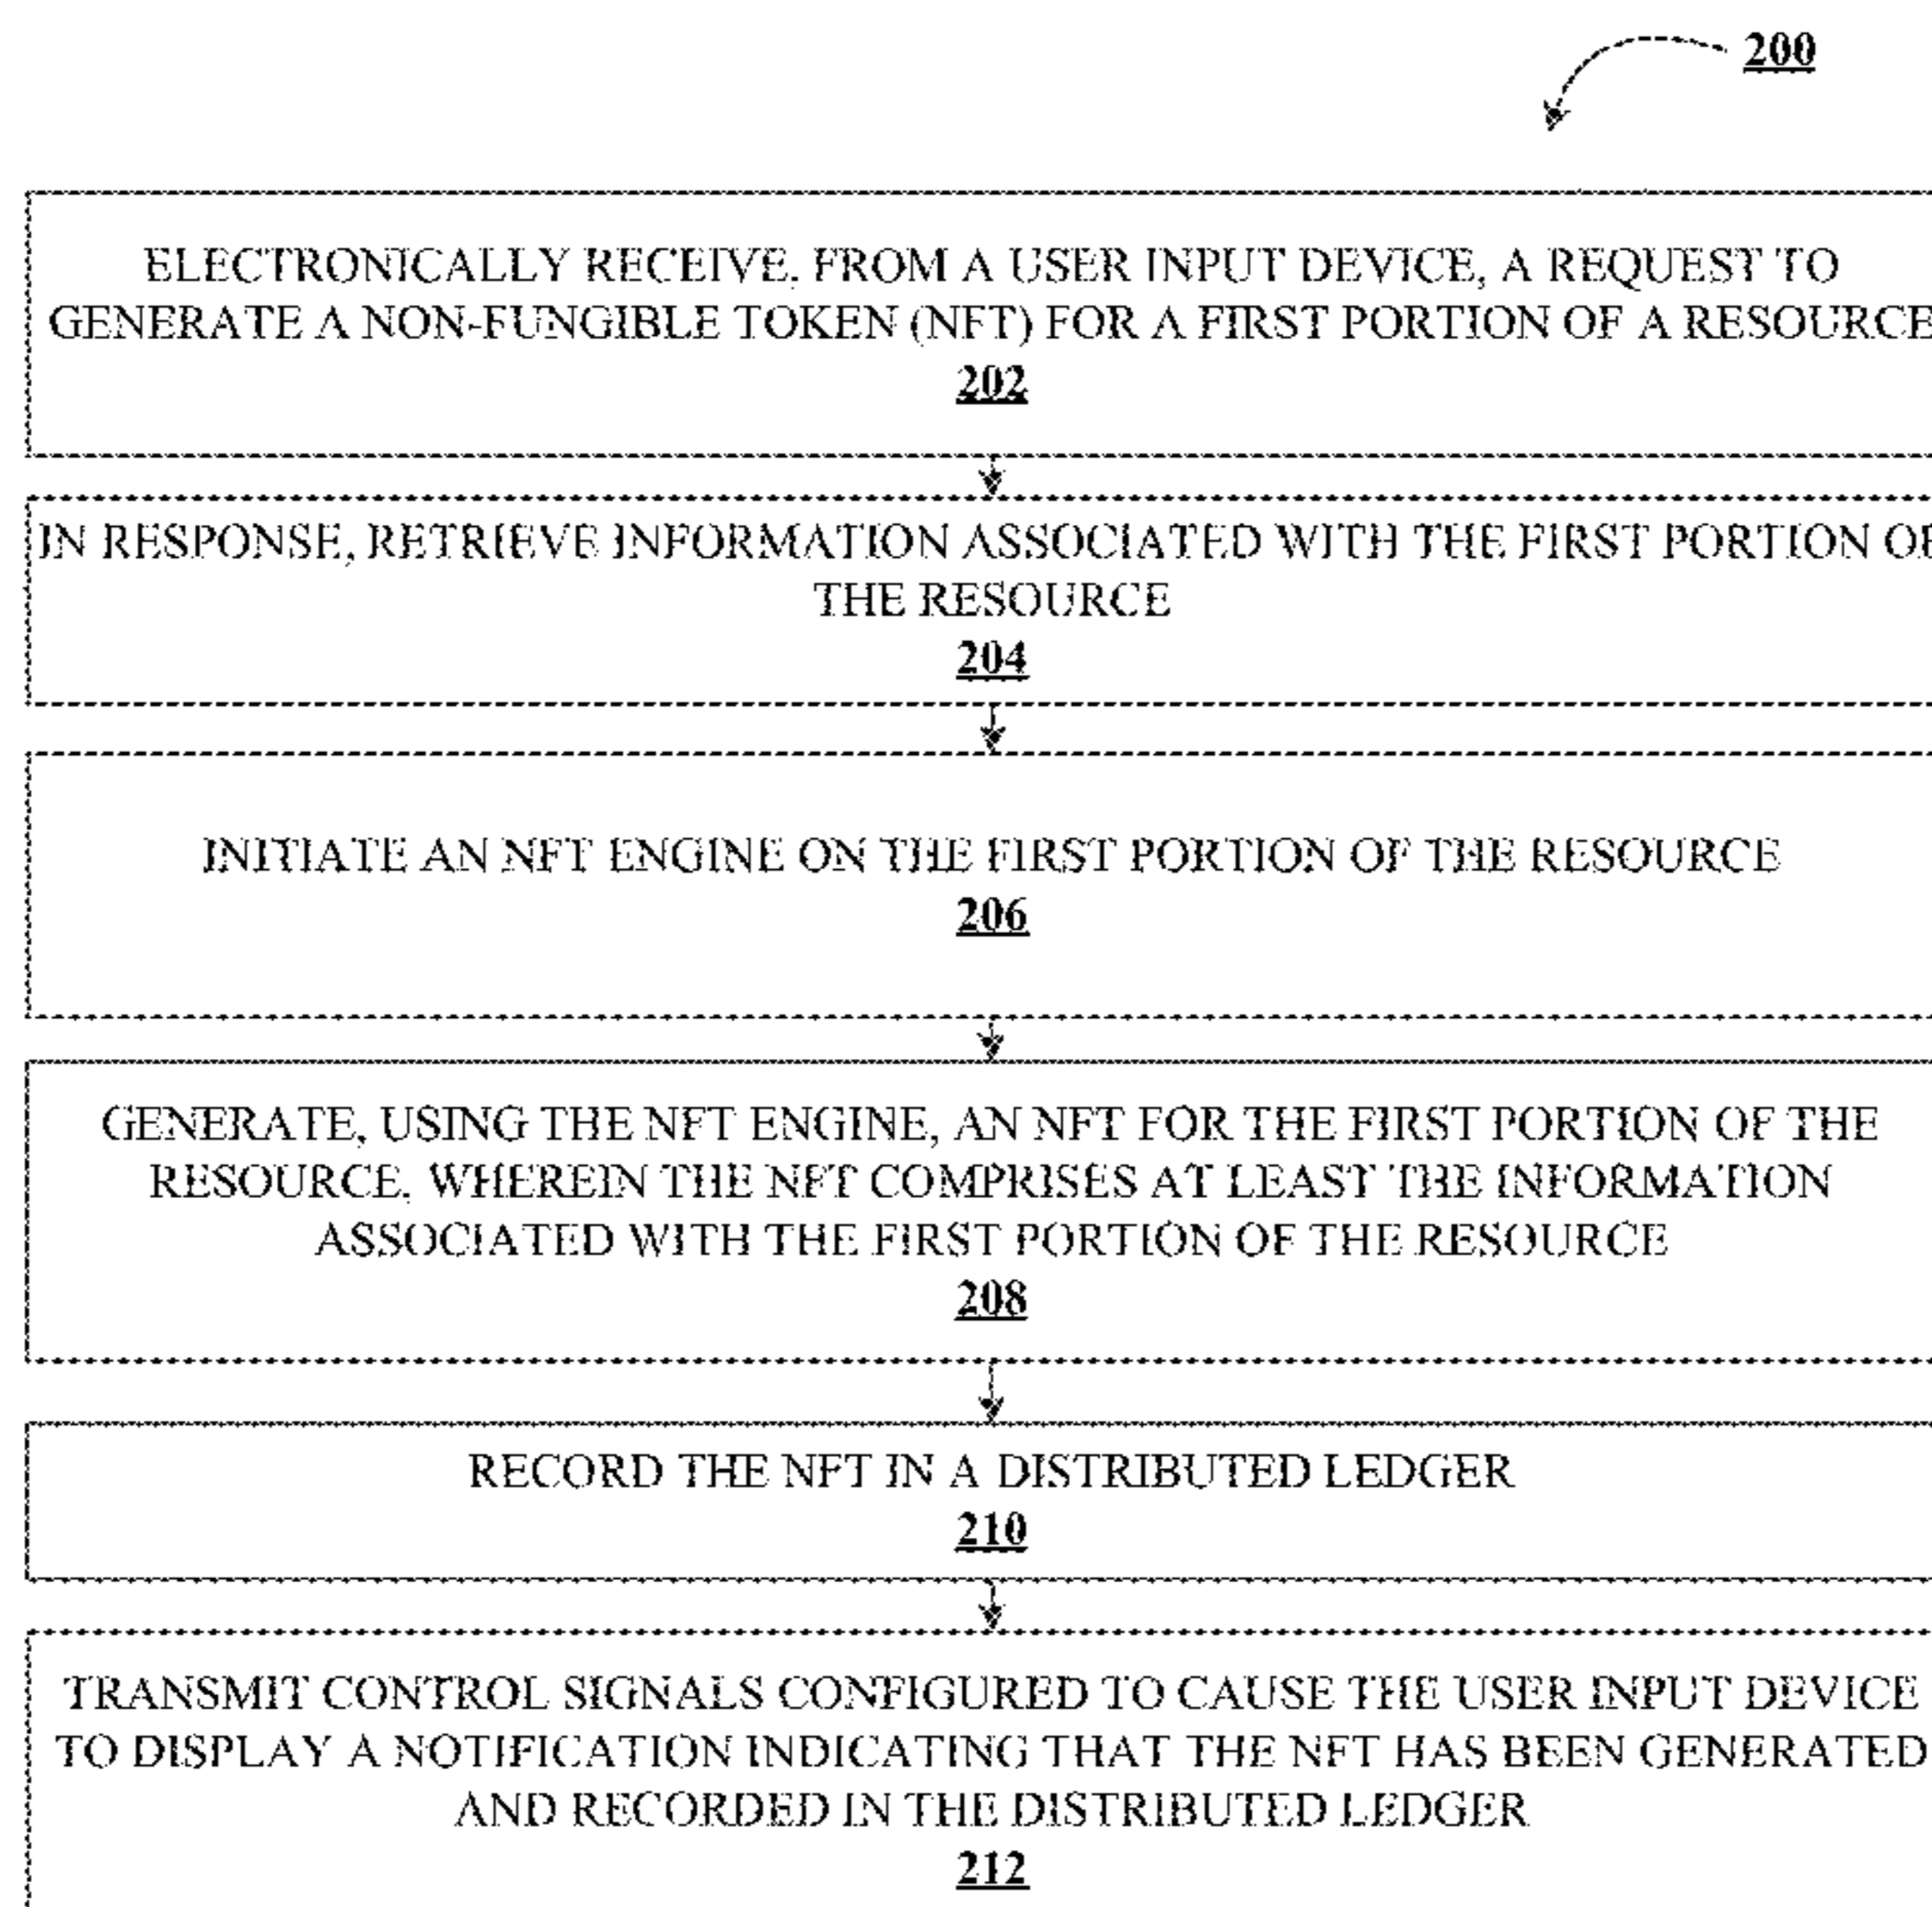 200
ELECTRONICALLY RECEIVE, FROM A USER INPUT DEVICE, A REQUEST TO
GENERATE A NON-FUNGIBLE TOKEN (NFT) FOR A FIRST PORTION OF A RESOURCE
202
IN RESPONSE, RETRIEVE INFORMATION ASSOCIATED WITH THE FIRST PORTION OF
THE RESOURCE
204
INITIATE AN NFT ENGINE ON THE FIRST PORTION OF THE RESOURCE
206
GENERATE, USING THE NFT ENGINE, AN NFT FOR THE FIRST PORTION OF THE
RESOURCE, WHEREIN THE NFT COMPRISES AT LEAST THE INFORMATION
ASSOCIATED WITH THE FIRST PORTION OF THE RESOURCE
208
RECORD THE NFT IN A DISTRIBUTED LEDGER
210
TRANSMIT CONTROL SIGNALS CONFIGURED TO CAUSE THE USER INPUT DEVICE
TO DISPLAY A NOTIFICATION INDICATING THAT THE NFT HAS BEEN GENERATED
AND RECORDED IN THE DISTRIBUTED LEDGER
212